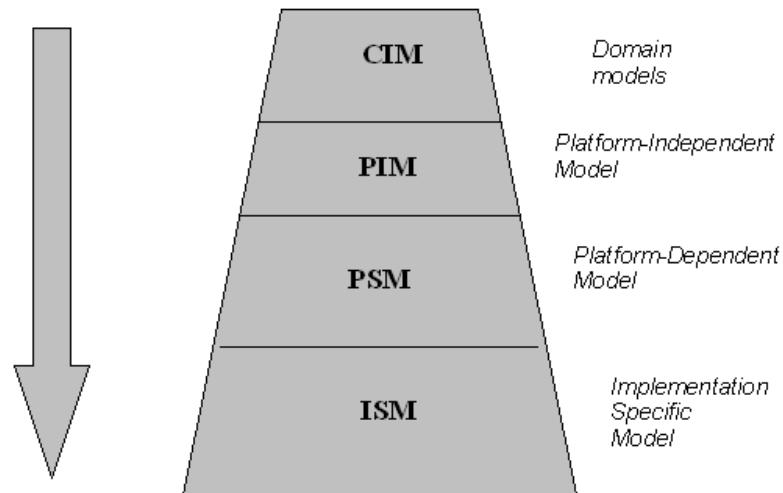 CIM
Domain
models
PIM
Platform-Independent
Model
PSM
Platform-Dependent
Model
ISM
Implementation
Specific
Model